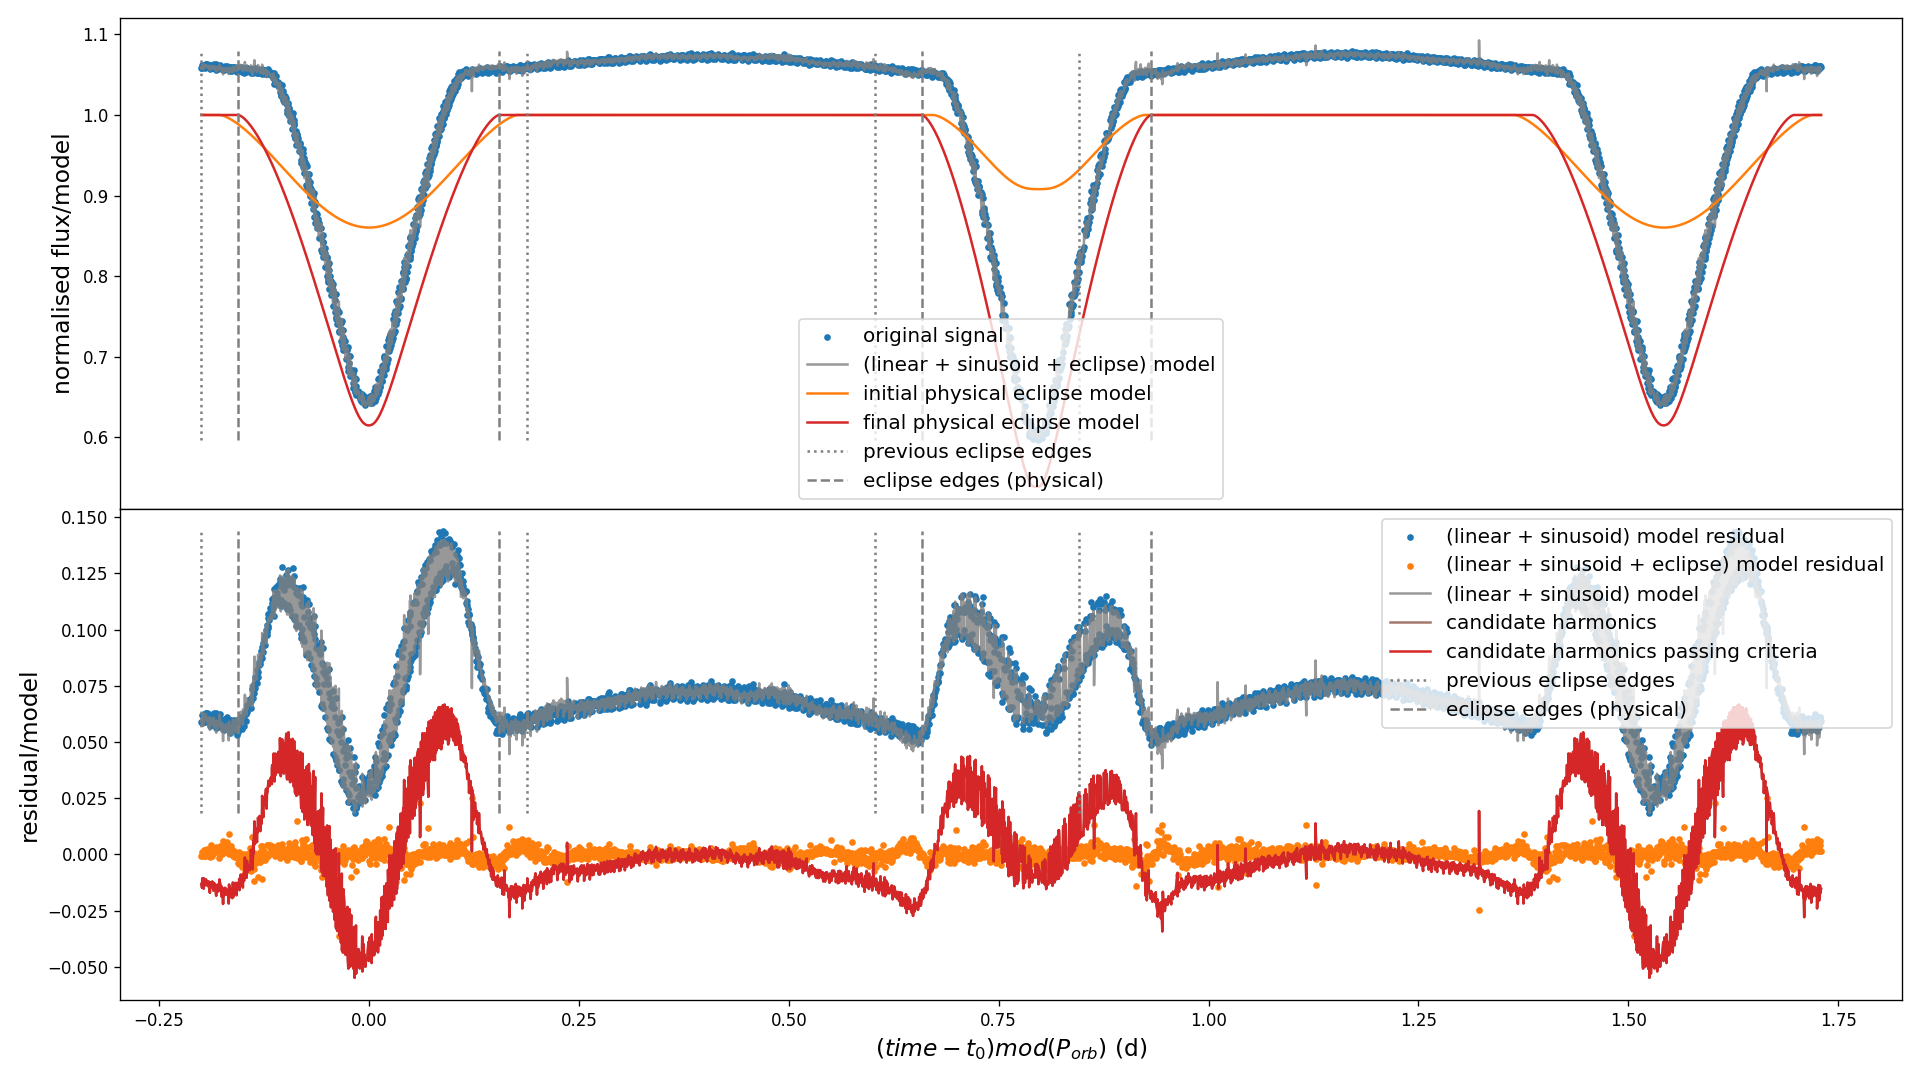 normalised flux/model
1.1
1.0
0.9
0.8
0.7
0.6
original signal
(linear + sinusoid + eclipse) model
initial physical eclipse model
final physical eclipse model
previous eclipse edges
eclipse edges (physical)
residual/model
0.150
0.125
0.100
0.075
0.050
0.025
0.000
−0.025
−0.050
(linear + sinusoid) model residual
(linear + sinusoid + eclipse) model residual
(linear + sinusoid) model
candidate harmonics
candidate harmonics passing criteria
previous eclipse edges
eclipse edges (physical)
−0.25 0.00 0.25 0.50 0.75 1.00 1.25 1.50 1.75
(time − t₀)mod(P_orb) (d)